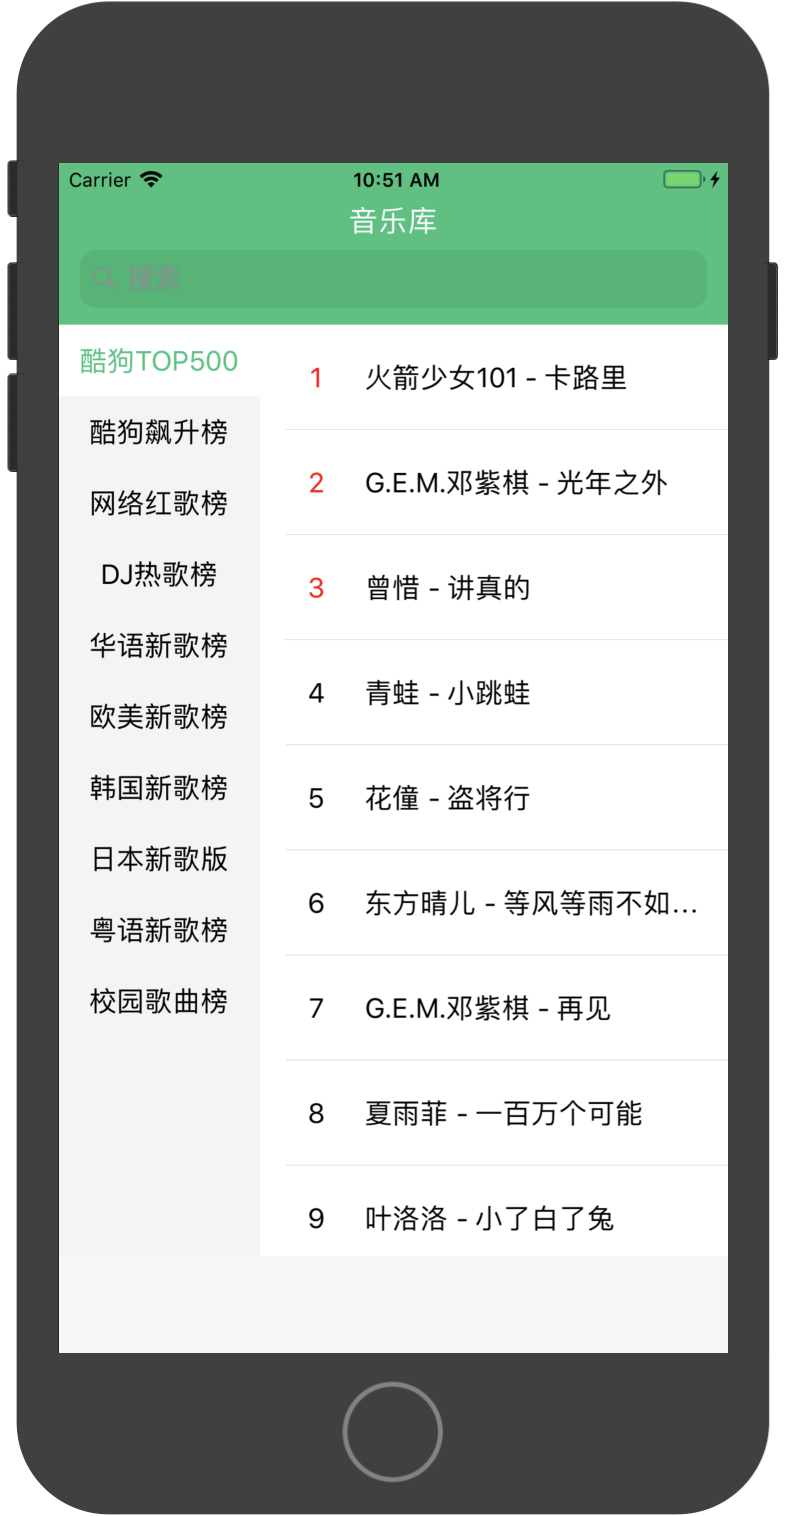 Carrier 10:51 AM
音乐库
搜索
酷狗TOP500
酷狗飙升榜
网络红歌榜
DJ热歌榜
华语新歌榜
欧美新歌榜
韩国新歌榜
日本新歌版
粤语新歌榜
校园歌曲榜
1 火箭少女101 - 卡路里
2 G.E.M.邓紫棋 - 光年之外
3 曾惜 - 讲真的
4 青蛙 - 小跳蛙
5 花僮 - 盗将行
6 东方晴儿 - 等风等雨不如...
7 G.E.M.邓紫棋 - 再见
8 夏雨菲 - 一百万个可能
9 叶洛洛 - 小了白了兔